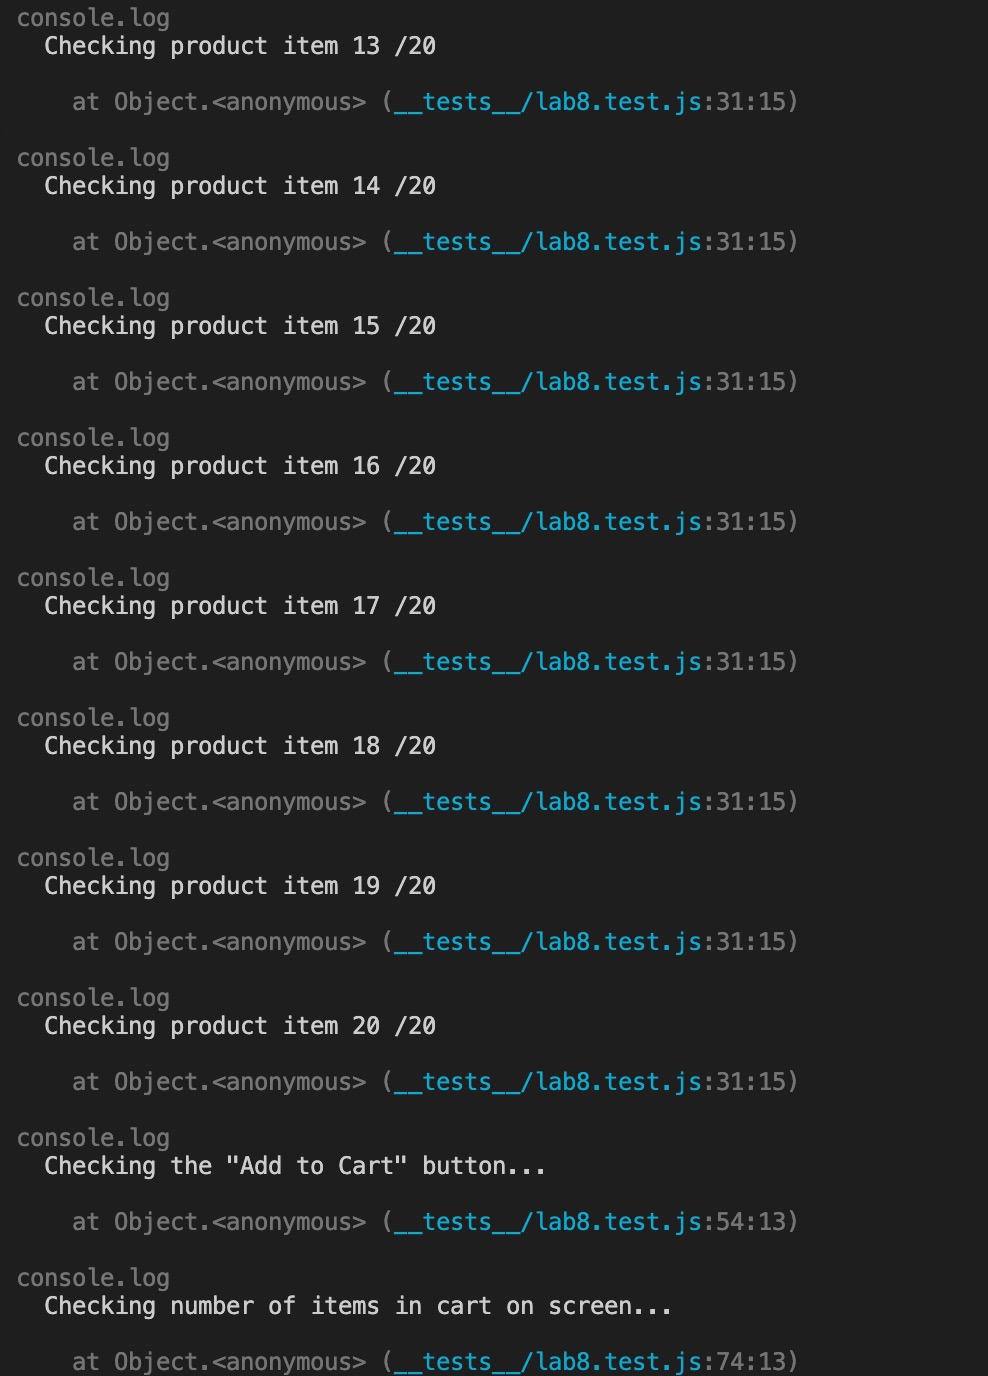 console.log
Checking product item 13 /20
at Object.<anonymous> (__tests__/lab8.test.js:31:15)
console.log
Checking product item 14 /20
at Object.<anonymous> (__tests__/lab8.test.js:31:15)
console.log
Checking product item 15 /20
at Object.<anonymous> (__tests__/lab8.test.js:31:15)
console.log
Checking product item 16 /20
at Object.<anonymous> (__tests__/lab8.test.js:31:15)
console.log
Checking product item 17 /20
at Object.<anonymous> (__tests__/lab8.test.js:31:15)
console.log
Checking product item 18 /20
at Object.<anonymous> (__tests__/lab8.test.js:31:15)
console.log
Checking product item 19 /20
at Object.<anonymous> (__tests__/lab8.test.js:31:15)
console.log
Checking product item 20 /20
at Object.<anonymous> (__tests__/lab8.test.js:31:15)
console.log
Checking the "Add to Cart" button...
at Object.<anonymous> (__tests__/lab8.test.js:54:13)
console.log
Checking number of items in cart on screen...
at Object.<anonymous> (__tests__/lab8.test.js:74:13)